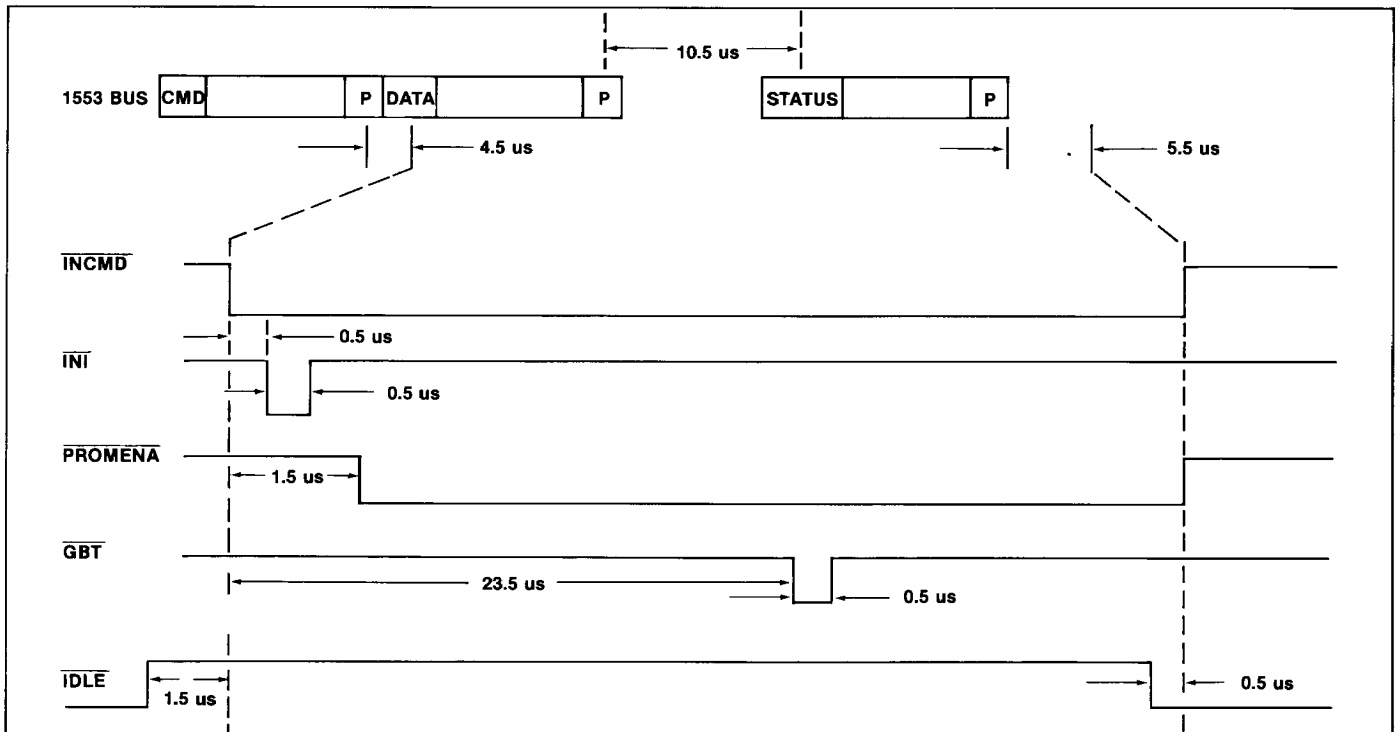 10.5 us
1553 BUS CMD P DATA P STATUS P
4.5 us 5.5 us
INCMD
0.5 us
INI
0.5 us
PROMENA
1.5 us
GBT
23.5 us
0.5 us
IDLE
1.5 us
0.5 us